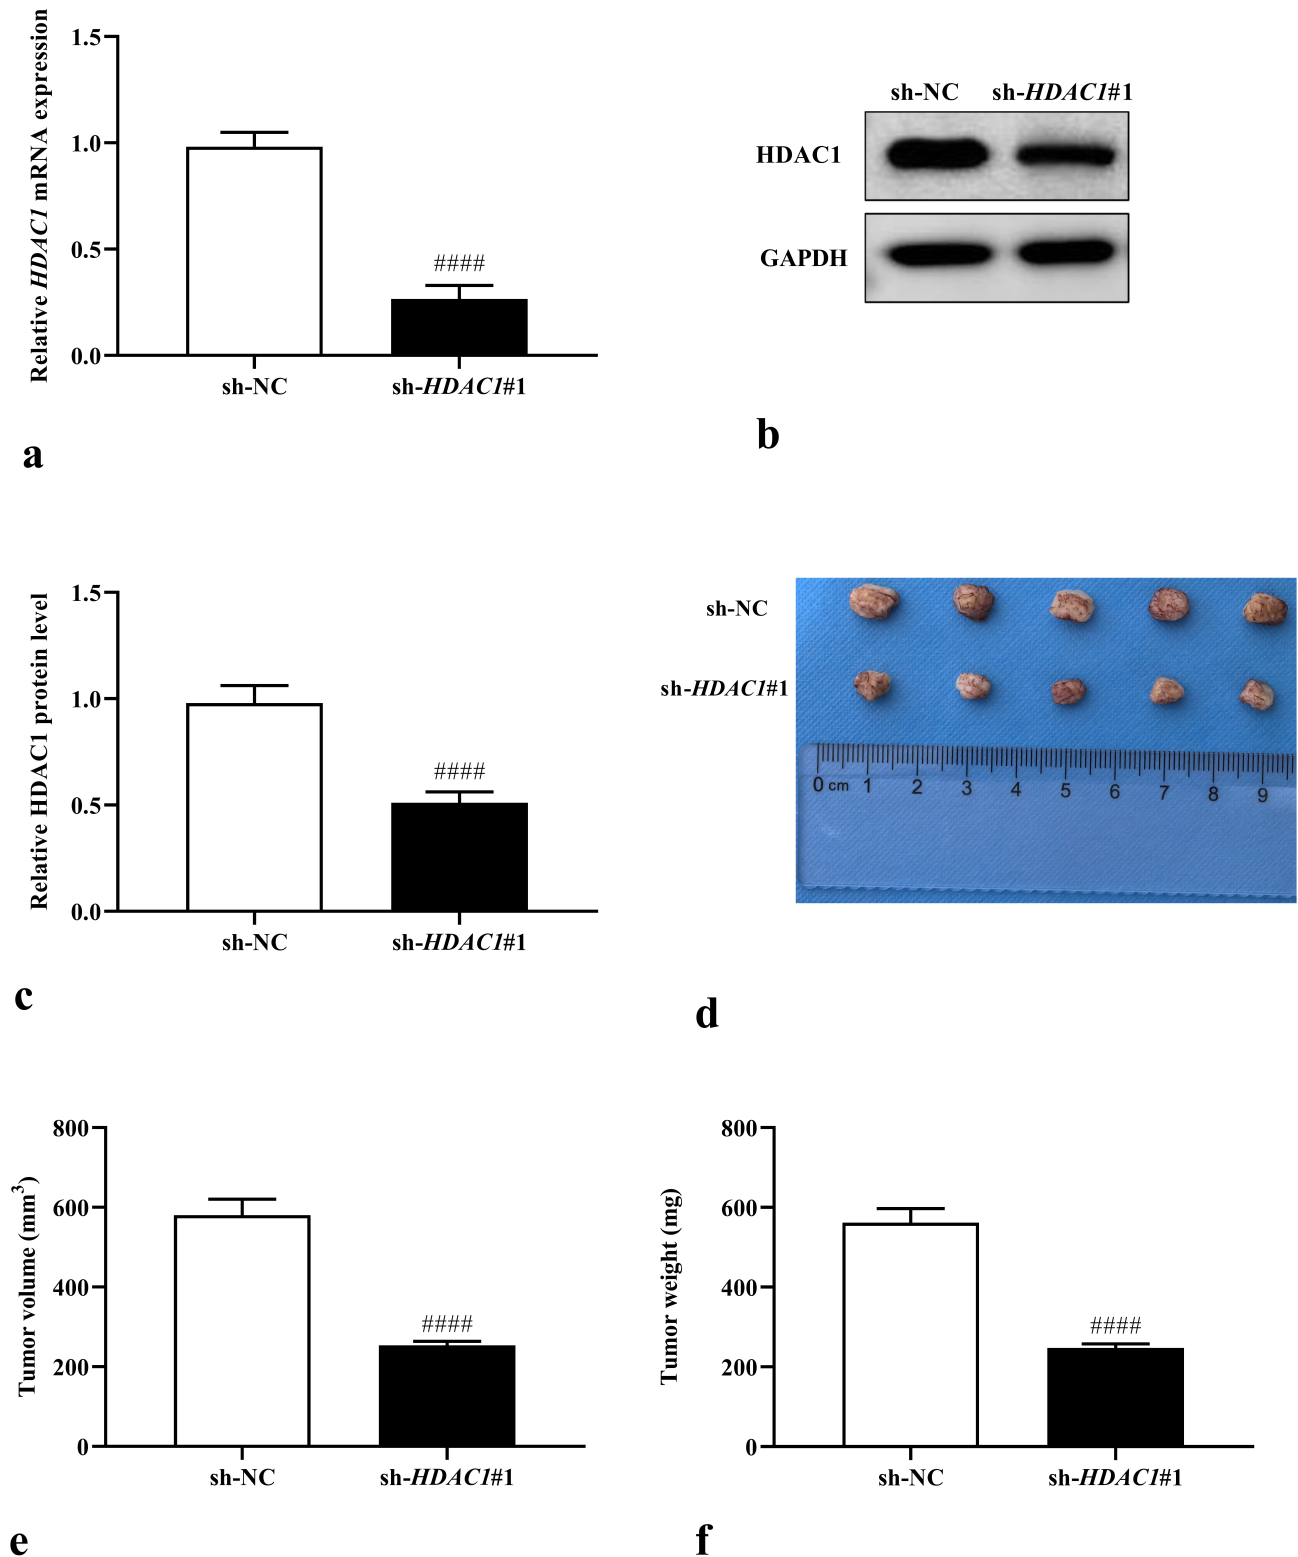 Relative HDAC1 mRNA expression
1.5
1.0
0.5
0.0
####
sh-NC
sh-HDAC1#1
a
sh-NC
sh-HDAC1#1
HDAC1
GAPDH
b
Relative HDAC1 protein level
1.5
1.0
0.5
0.0
####
sh-NC
sh-HDAC1#1
c
sh-NC
sh-HDAC1#1
0 cm 1 2 3 4 5 6 7 8 9
d
Tumor volume (mm³)
800
600
400
200
0
####
sh-NC
sh-HDAC1#1
e
Tumor weight (mg)
800
600
400
200
0
####
sh-NC
sh-HDAC1#1
f